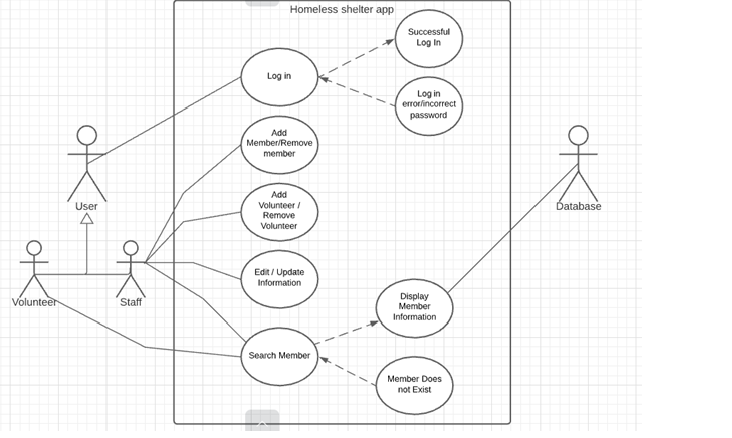 Homeless shelter app
Successful
Log In
Log in
Log in
error/incorrect
password
Add
Member/Remove
member
User
Database
Add
Volunteer /
Remove
Volunteer
Edit / Update
Information
Volunteer
Staff
Display
Member
Information
Search Member
Member Does
not Exist